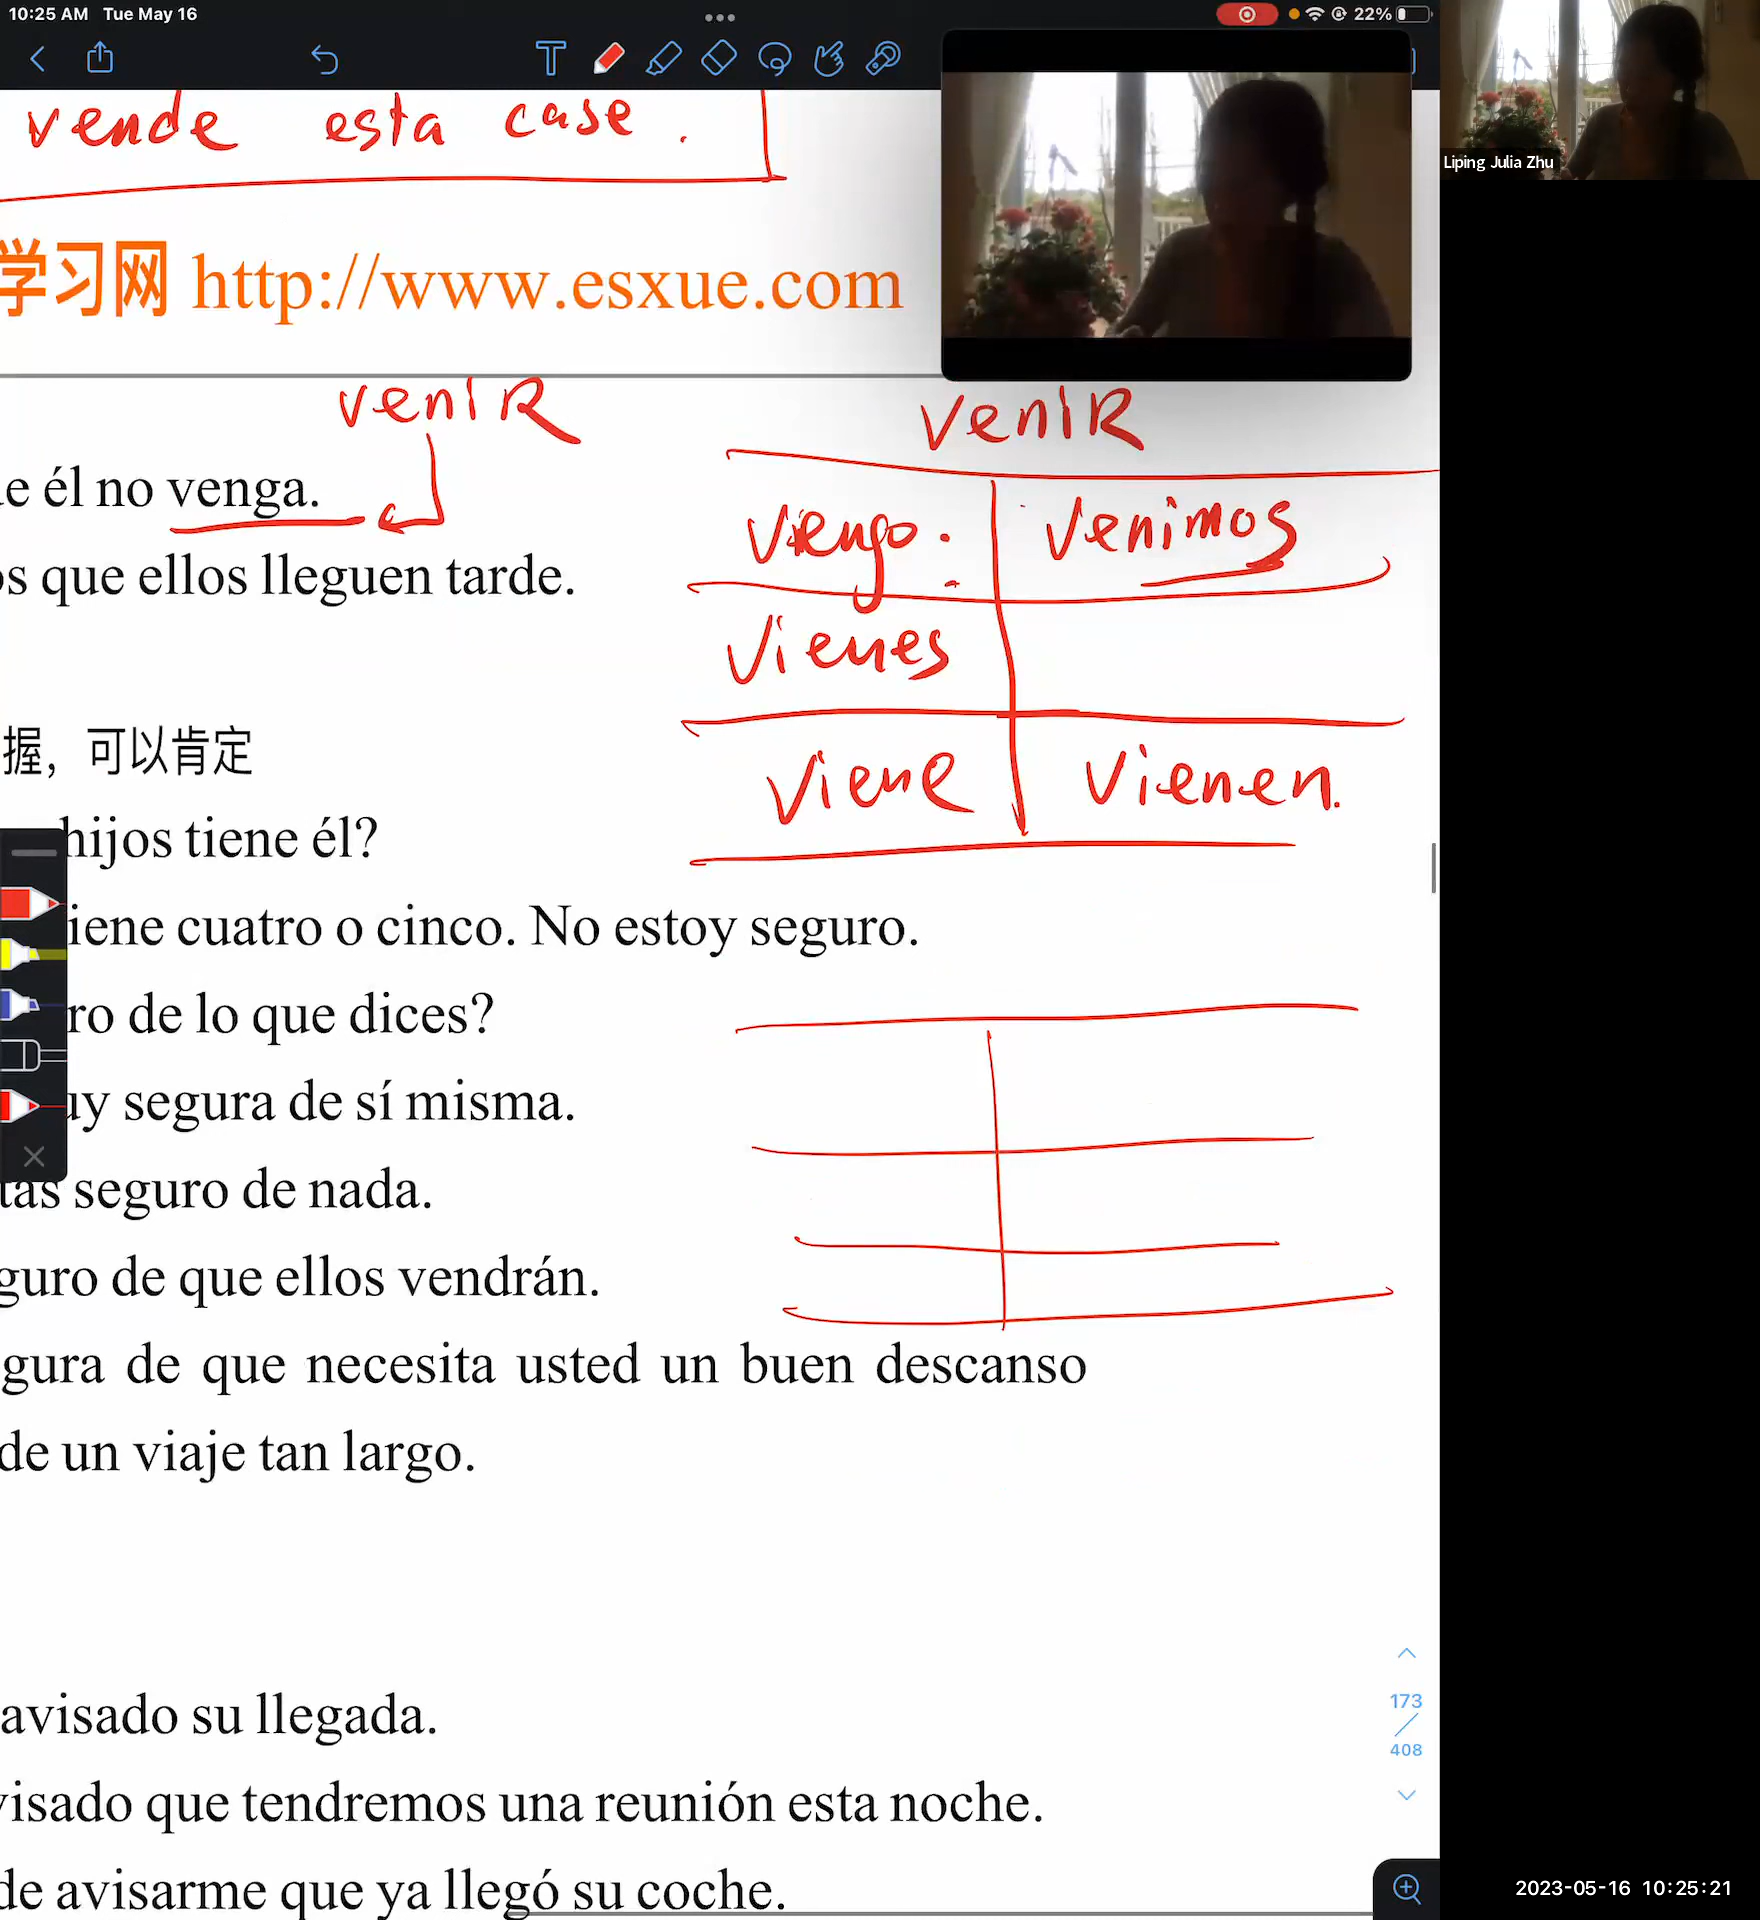 10:25 AM Tue May 16
22%
Liping Julia Zhu
vende esta case.
学习网 http://www.esxue.com
venir
venir
e él no venga.
vengo. venimos
s que ellos lleguen tarde.
vienes
握，可以肯定
viene vienen.
hijos tiene él?
iene cuatro o cinco. No estoy seguro.
ro de lo que dices?
uy segura de sí misma.
tás seguro de nada.
guro de que ellos vendrán.
gura de que necesita usted un buen descanso
de un viaje tan largo.
173
408
avisado su llegada.
visado que tendremos una reunión esta noche.
de avisarme que ya llegó su coche.
2023-05-16 10:25:21